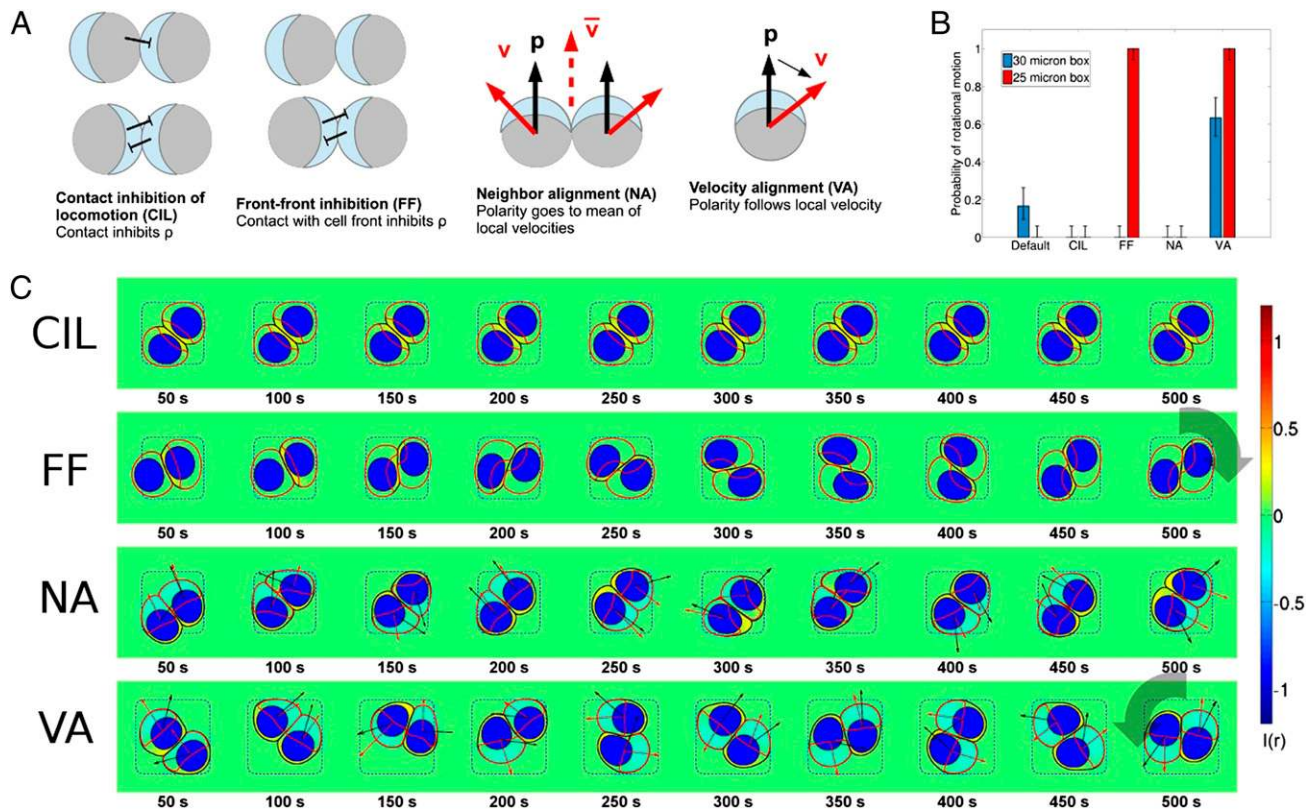 A
p
v
v̅
p
v
Contact inhibition of
locomotion (CIL)
Contact inhibits ρ
Front-front inhibition (FF)
Contact with cell front inhibits ρ
Neighbor alignment (NA)
Polarity goes to mean of
local velocities
Velocity alignment (VA)
Polarity follows local velocity
B
30 micron box
25 micron box
Probability of rotational motion
1
0.8
0.6
0.4
0.2
0
Default CIL FF NA VA
C
CIL
50 s 100 s 150 s 200 s 250 s 300 s 350 s 400 s 450 s 500 s
FF
50 s 100 s 150 s 200 s 250 s 300 s 350 s 400 s 450 s 500 s
NA
50 s 100 s 150 s 200 s 250 s 300 s 350 s 400 s 450 s 500 s
VA
50 s 100 s 150 s 200 s 250 s 300 s 350 s 400 s 450 s 500 s
1
0.5
0
-0.5
-1
I(r)